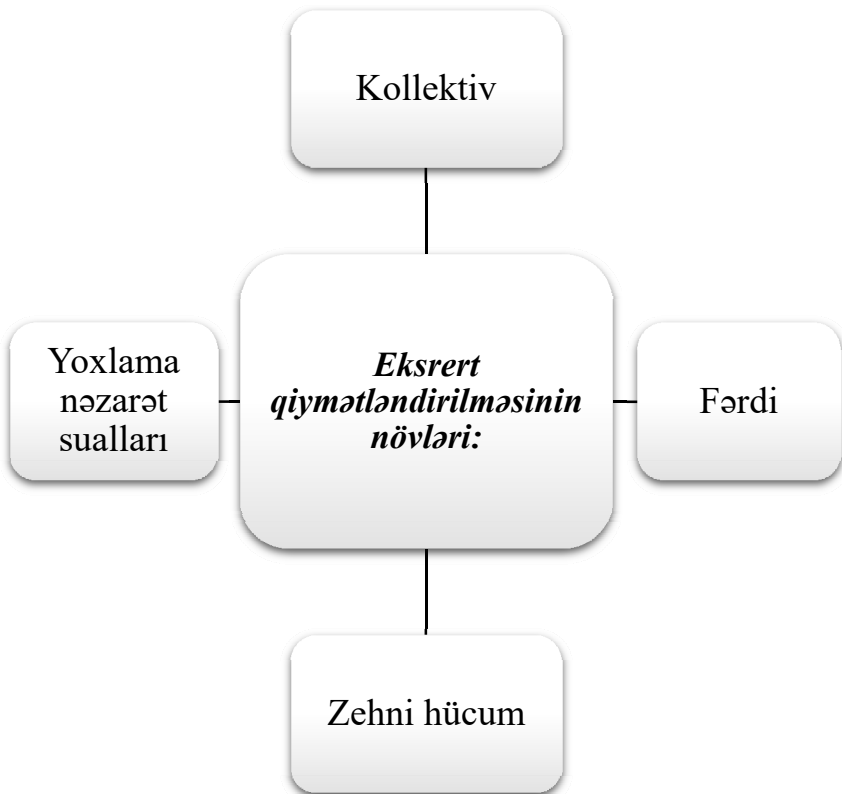 Kollektiv
Yoxlama
nəzarət
sualları
Eksrert
qiymətləndirilməsinin
növləri:
Fərdi
Zehni hücum